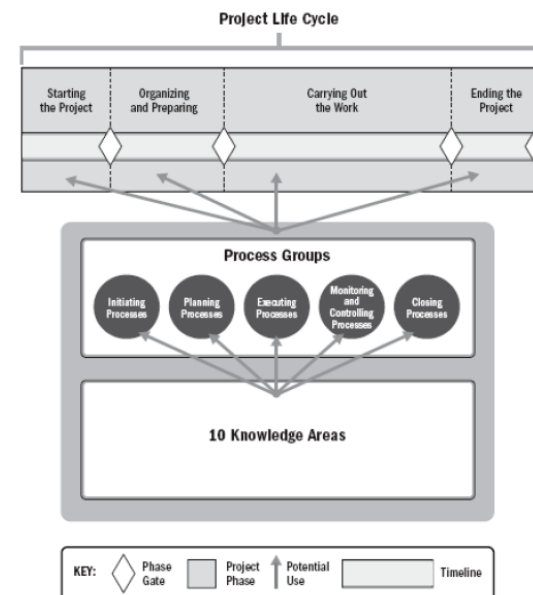 Project Life Cycle
Starting
the Project
Organizing
and Preparing
Carrying Out
the Work
Ending the
Project
Process Groups
Initiating
Processes
Planning
Processes
Executing
Processes
Monitoring
and
Controlling
Processes
Closing
Processes
10 Knowledge Areas
KEY:
Phase
Gate
Project
Phase
Potential
Use
Timeline